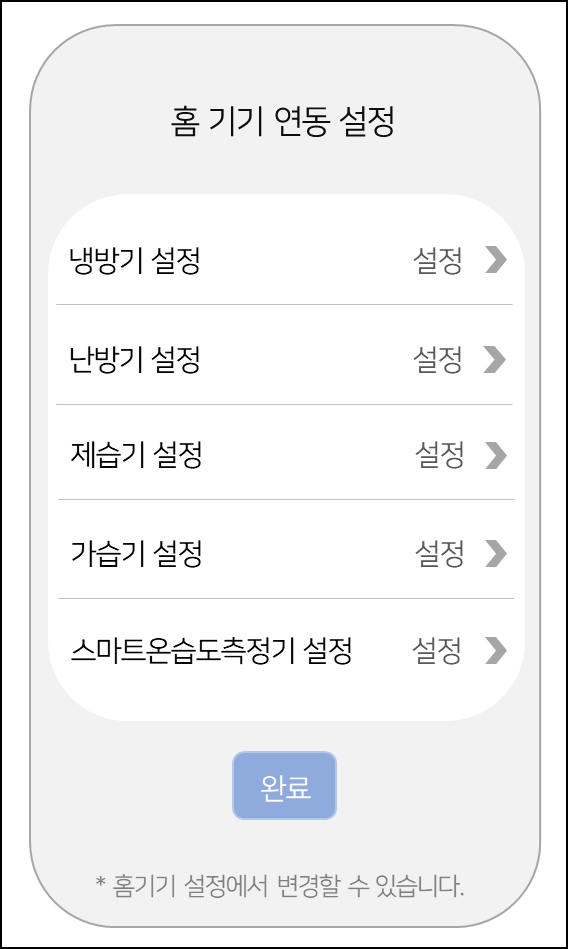 홈 기기 연동 설정
냉방기 설정 설정
난방기 설정 설정
제습기 설정 설정
가습기 설정 설정
스마트온습도측정기 설정 설정
완료
* 홈기기 설정에서 변경할 수 있습니다.